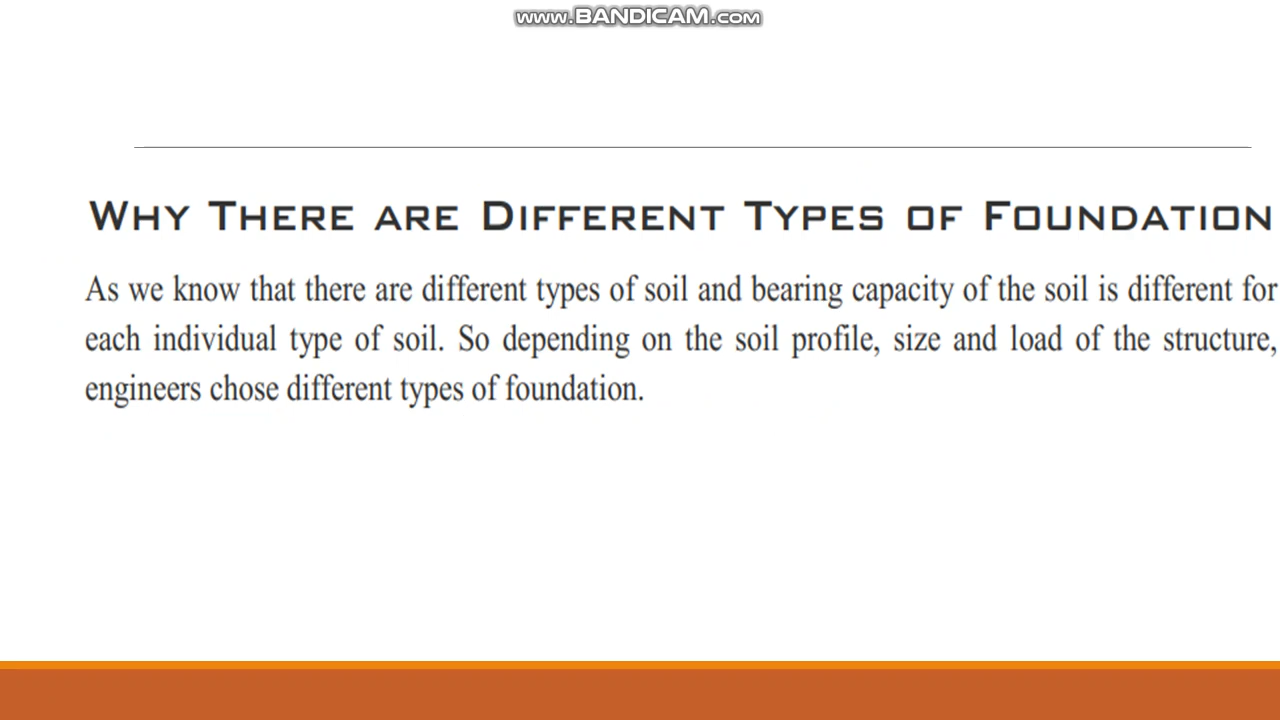 www.BANDICAM.com
Why There are Different Types of Foundation
As we know that there are different types of soil and bearing capacity of the soil is different for
each individual type of soil. So depending on the soil profile, size and load of the structure,
engineers chose different types of foundation.